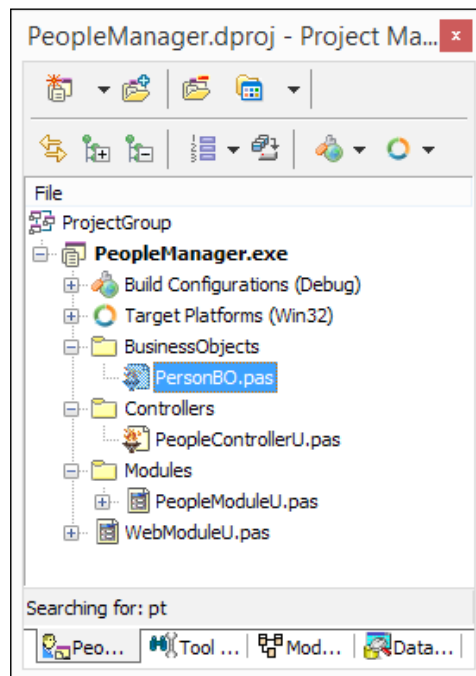 PeopleManager.dproj - Project Ma...
File
ProjectGroup
PeopleManager.exe
Build Configurations (Debug)
Target Platforms (Win32)
BusinessObjects
PersonBO.pas
Controllers
PeopleControllerU.pas
Modules
PeopleModuleU.pas
WebModuleU.pas
Searching for: pt
Peo... Tool ... Mod... Data...